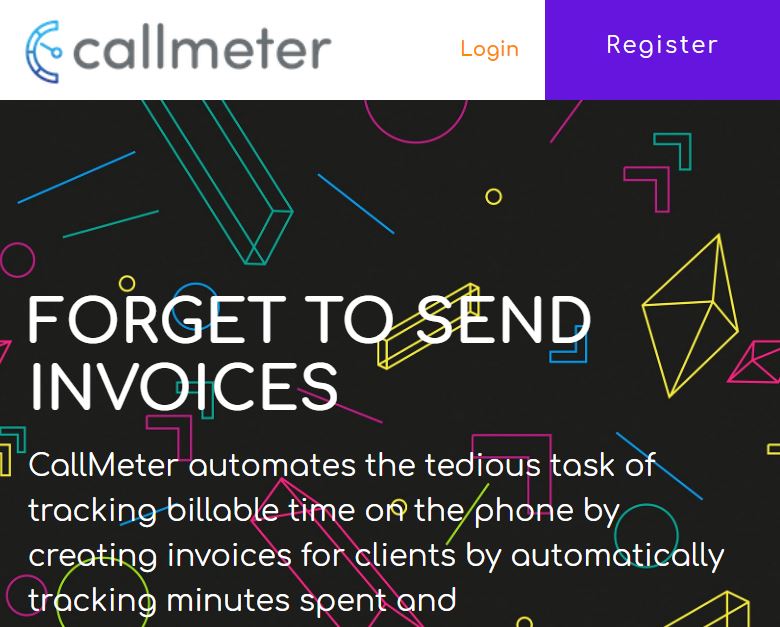 callmeter
Login
Register
FORGET TO SEND
INVOICES
CallMeter automates the tedious task of
tracking billable time on the phone by
creating invoices for clients by automatically
tracking minutes spent and